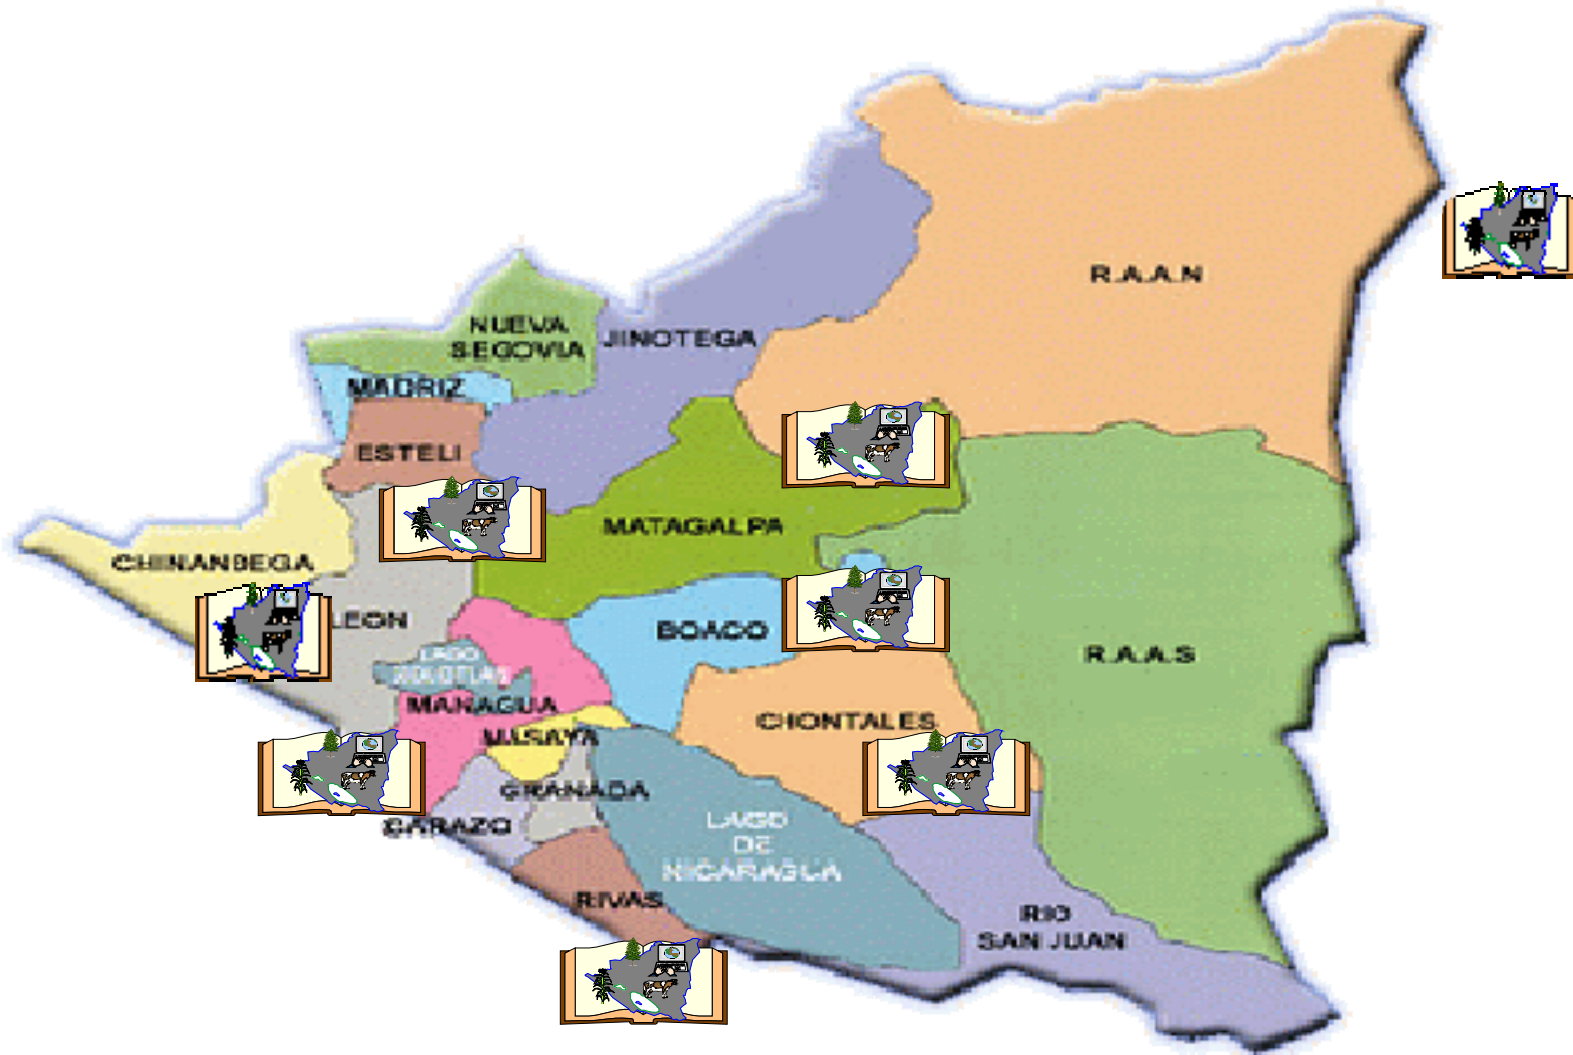 R.A.A.N
NUEVA
SEGOVIA
JINOTEGA
MADRIZ
ESTELI
MATAGALPA
CHINANDEGA
LEON
BOACO
R.A.A.S
LAGO
MANAGUA
CHONTALES
MASAYA
GRANADA
CARAZO
LAGO
DE
NICARAGUA
RIVAS
RIO
SAN JUAN